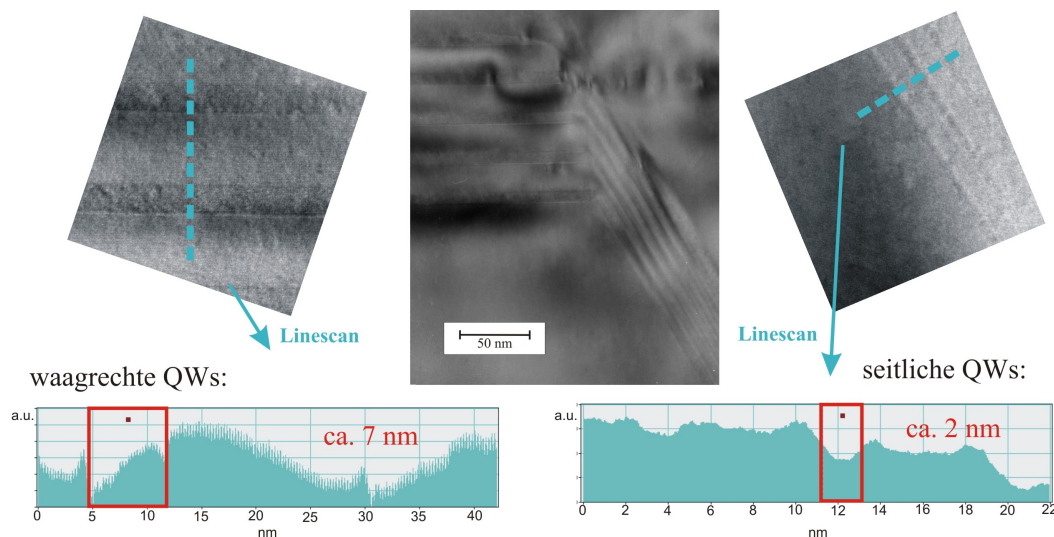 Linescan
50 nm
Linescan
waagrechte QWs:
seitliche QWs:
a.u.
ca. 7 nm
0 5 10 15 20 25 30 35 40
nm
a.u.
ca. 2 nm
0 2 4 6 8 10 12 14 16 18 20 22
nm